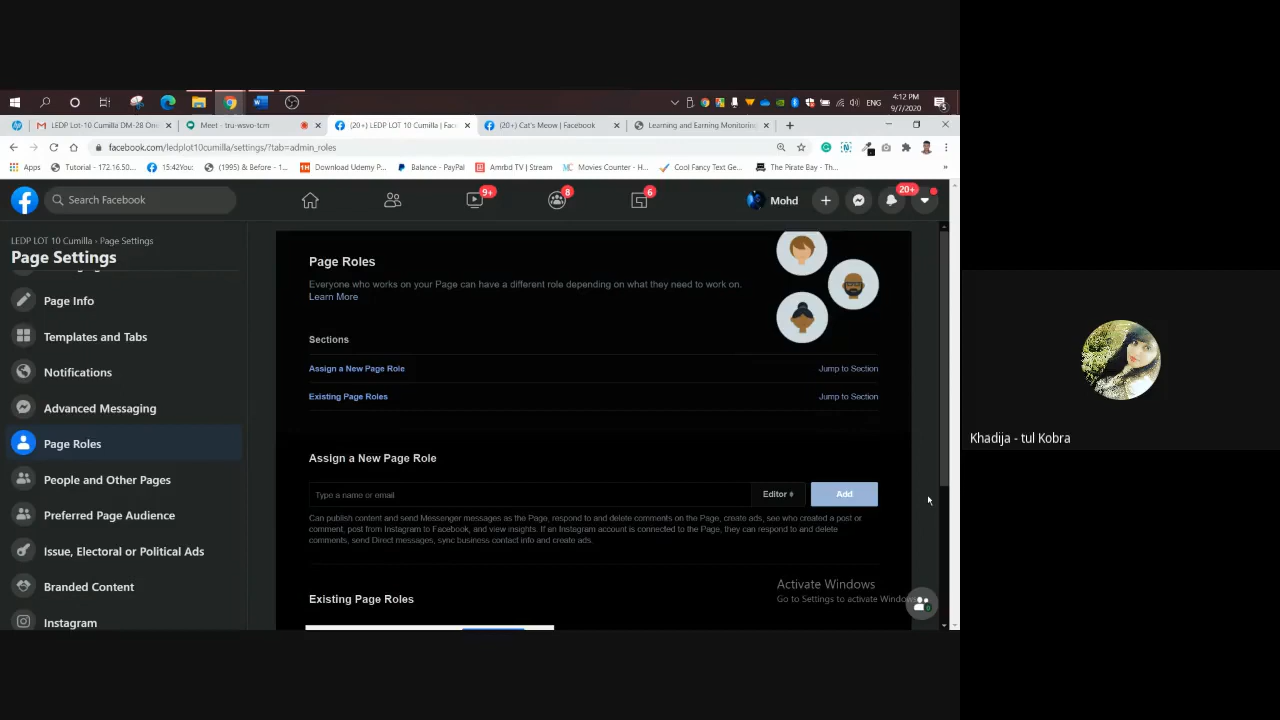 4:12 PM
ENG
9/7/2020
LEDP Lot-10 Cumilla DM-28 On
Meet - tru-wsvo-tcm
(20+) LEDP LOT 10 Cumilla | Fac
(20+) Cat's Meow | Facebook
Learning and Earning Monitorin
facebook.com/ledplot10cumilla/settings/?tab=admin_roles
Apps
Tutorial - 172.16.50...
15:42
(1995) & Before - 1...
Download Udemy P...
Balance - PayPal
Amrbd TV | Stream
Movies Counter - H...
Cool Fancy Text Ge...
The Pirate Bay - Th...
Search Facebook
9+
8
6
Mohd
20+
LEDP LOT 10 Cumilla › Page Settings
Page Settings
Page Info
Templates and Tabs
Notifications
Advanced Messaging
Page Roles
People and Other Pages
Preferred Page Audience
Issue, Electoral or Political Ads
Branded Content
Instagram
Page Roles
Everyone who works on your Page can have a different role depending on what they need to work on.
Learn More
Sections
Assign a New Page Role
Jump to Section
Existing Page Roles
Jump to Section
Assign a New Page Role
Type a name or email
Editor
Add
Can publish content and send Messenger messages as the Page, respond to and delete comments on the Page, create ads, see who created a post or
comment, post from Instagram to Facebook, and view insights. If an Instagram account is connected to the Page, they can respond to and delete
comments, send Direct messages, sync business contact info and create ads.
Existing Page Roles
Activate Windows
Go to Settings to activate Windows
Khadija - tul Kobra